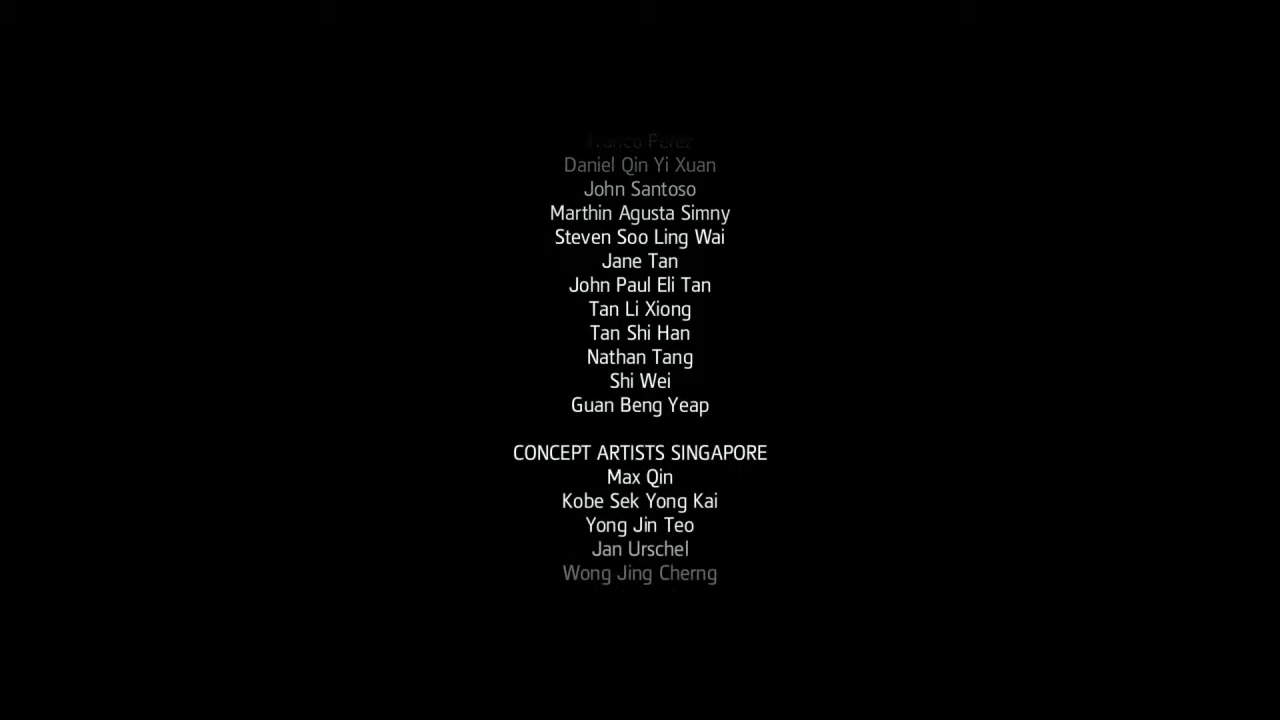 Franco Perez
Daniel Qin Yi Xuan
John Santoso
Marthin Agusta Simny
Steven Soo Ling Wai
Jane Tan
John Paul Eli Tan
Tan Li Xiong
Tan Shi Han
Nathan Tang
Shi Wei
Guan Beng Yeap
CONCEPT ARTISTS SINGAPORE
Max Qin
Kobe Sek Yong Kai
Yong Jin Teo
Jan Urschel
Wong Jing Cherng